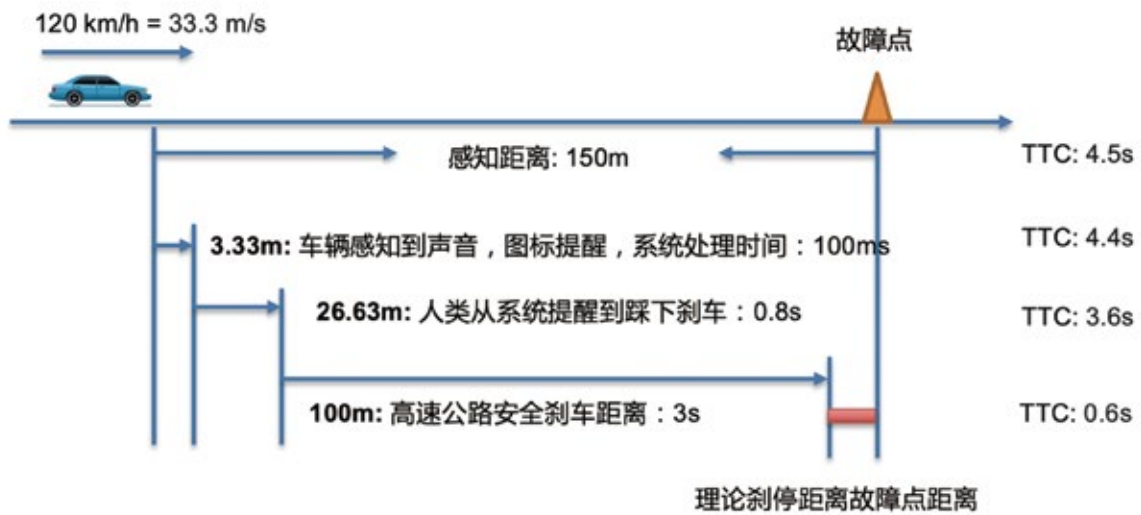 120 km/h = 33.3 m/s
故障点
感知距离: 150m
TTC: 4.5s
3.33m: 车辆感知到声音，图标提醒，系统处理时间：100ms
TTC: 4.4s
26.63m: 人类从系统提醒到踩下刹车：0.8s
TTC: 3.6s
100m: 高速公路安全刹车距离：3s
TTC: 0.6s
理论刹停距离故障点距离